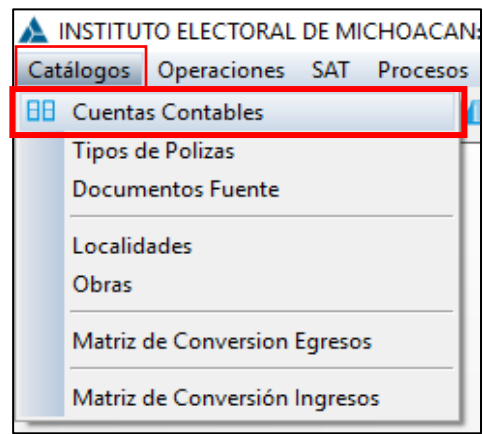 INSTITUTO ELECTORAL DE MICHOACAN:
Catálogos Operaciones SAT Procesos
Cuentas Contables
Tipos de Polizas
Documentos Fuente
Localidades
Obras
Matriz de Conversion Egresos
Matriz de Conversión Ingresos